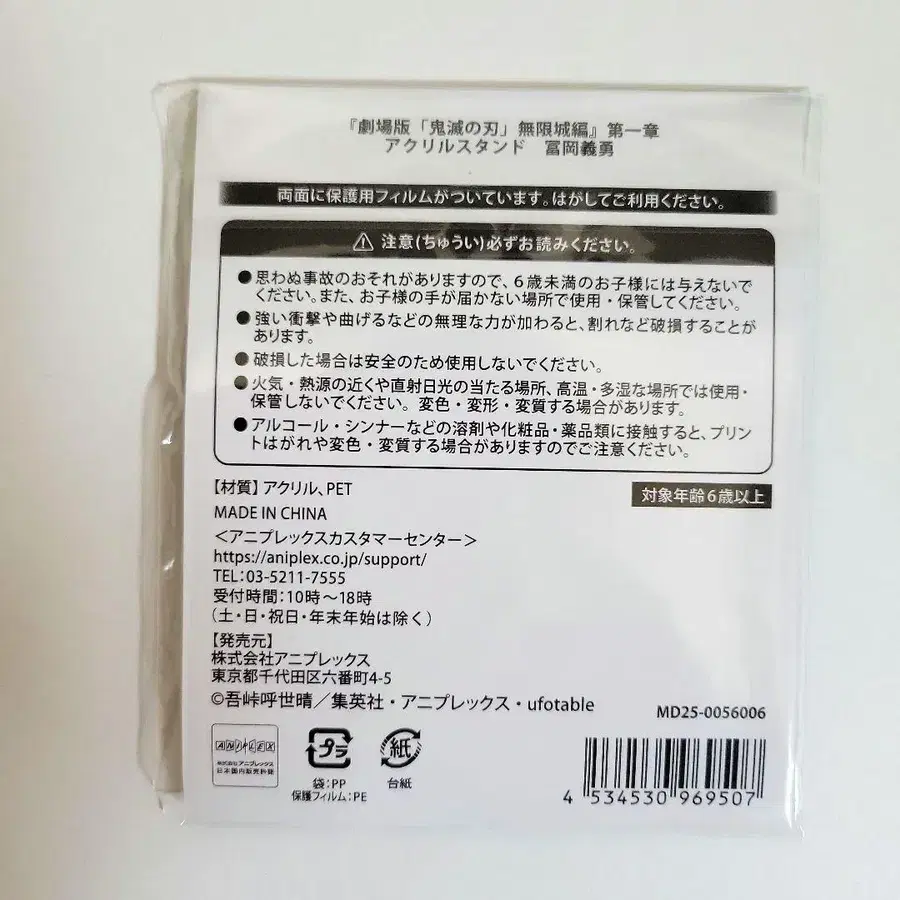 『劇場版「鬼滅の刃」無限城編』第一章
アクリルスタンド　冨岡義勇
両面に保護用フィルムがついています。はがしてご利用ください。
⚠ 注意(ちゅうい)必ずお読みください。
●思わぬ事故のおそれがありますので、6歳未満のお子様には与えないで
ください。また、お子様の手が届かない場所で使用・保管してください。
●強い衝撃や曲げるなどの無理な力が加わると、割れなど破損することが
あります。
●破損した場合は安全のため使用しないでください。
●火気・熱源の近くや直射日光の当たる場所、高温・多湿な場所では使用・
保管しないでください。変色・変形・変質する場合があります。
●アルコール・シンナーなどの溶剤や化粧品・薬品類に接触すると、プリン
トはがれや変色・変質する場合がありますのでご注意ください。
【材質】アクリル、PET
対象年齢6歳以上
MADE IN CHINA
＜アニプレックスカスタマーセンター＞
https://aniplex.co.jp/support/
TEL:03-5211-7555
受付時間:10時～18時
(土・日・祝日・年末年始は除く)
【発売元】
株式会社アニプレックス
東京都千代田区六番町4-5
©吾峠呼世晴／集英社・アニプレックス・ufotable
MD25-0056006
ANIPLEX
株式会社アニプレックス
日本国内販売許諾
プラ
袋:PP
保護フィルム:PE
紙
台紙
4 534530 969507